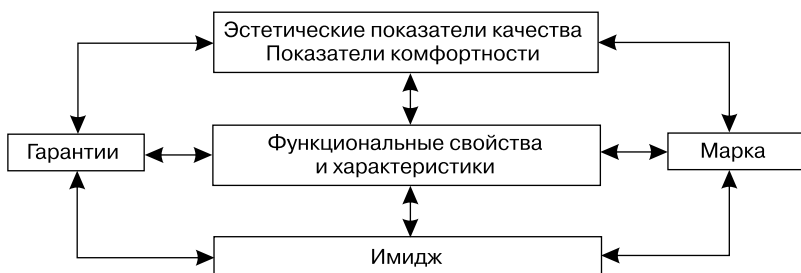 Эстетические показатели качества
Показатели комфортности
Гарантии
Функциональные свойства
и характеристики
Марка
Имидж